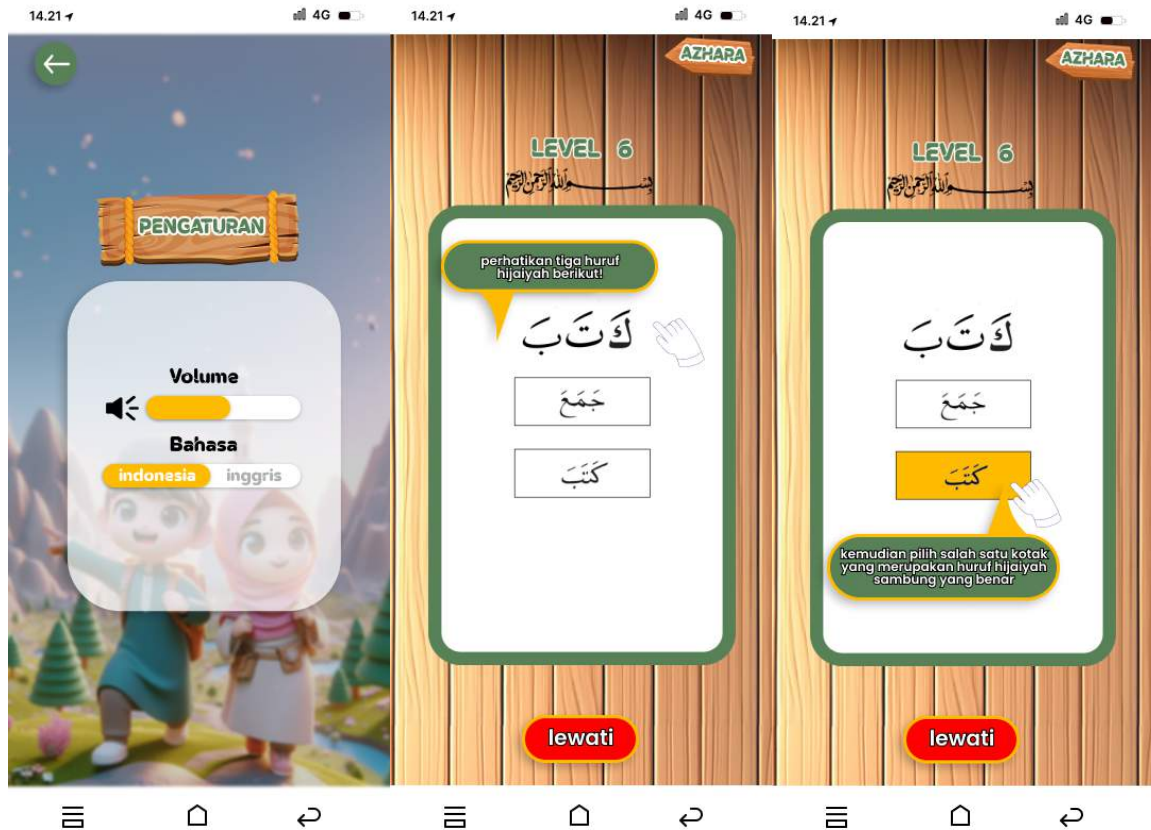 14.21
4G
PENGATURAN
Volume
Bahasa
indonesia inggris
14.21
4G
AZHARA
LEVEL 6
بِسْمِ اللَّهِ الرَّحْمَنِ الرَّحِيمِ
perhatikan tiga huruf
hijaiyah berikut!
كَ تَ بَ
جَمَعَ
كَتَبَ
lewati
14.21
4G
AZHARA
LEVEL 6
بِسْمِ اللَّهِ الرَّحْمَنِ الرَّحِيمِ
كَ تَ بَ
جَمَعَ
كَتَبَ
kemudian pilih salah satu kotak
yang merupakan huruf hijaiyah
sambung yang benar
lewati